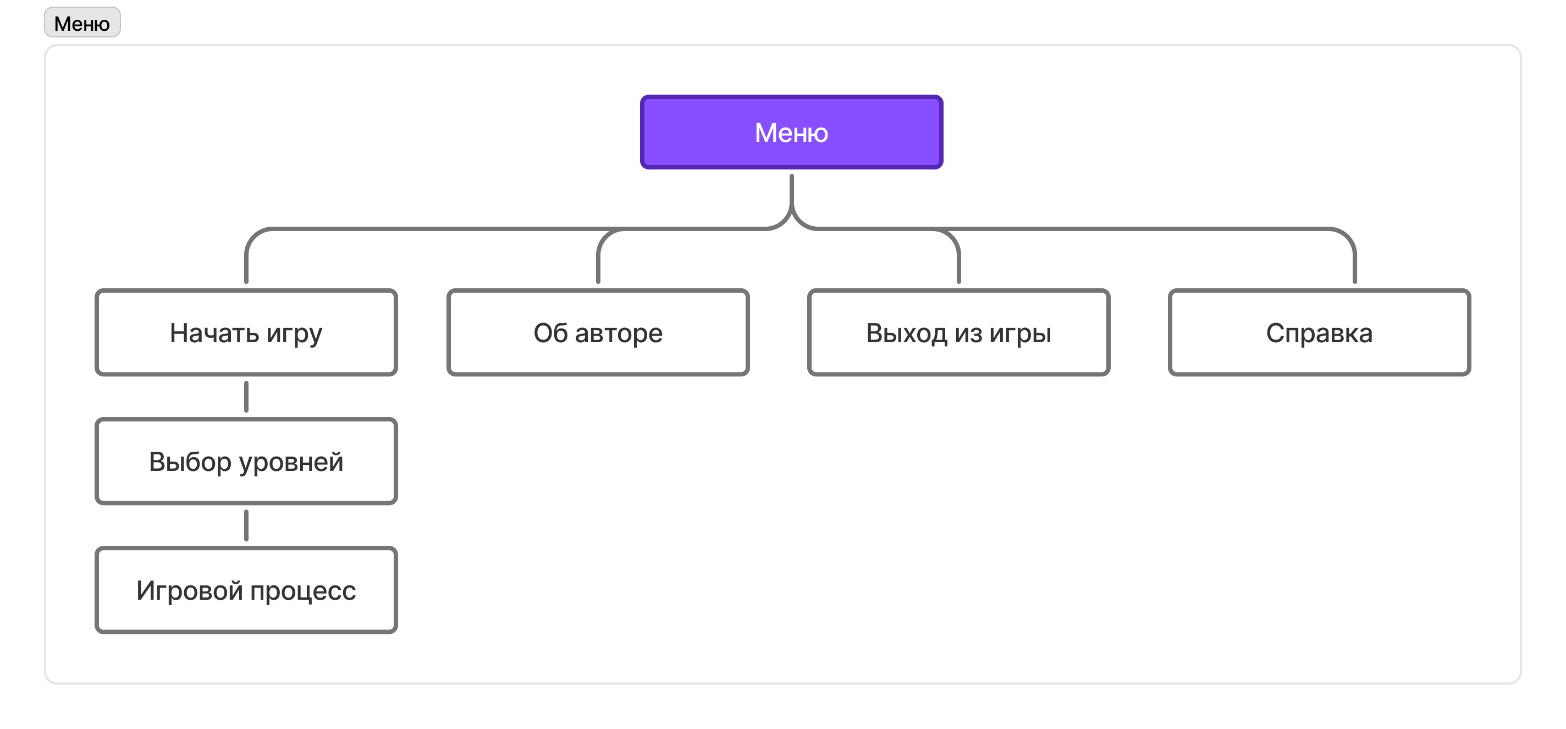 Меню
Меню
Начать игру
Об авторе
Выход из игры
Справка
Выбор уровней
Игровой процесс